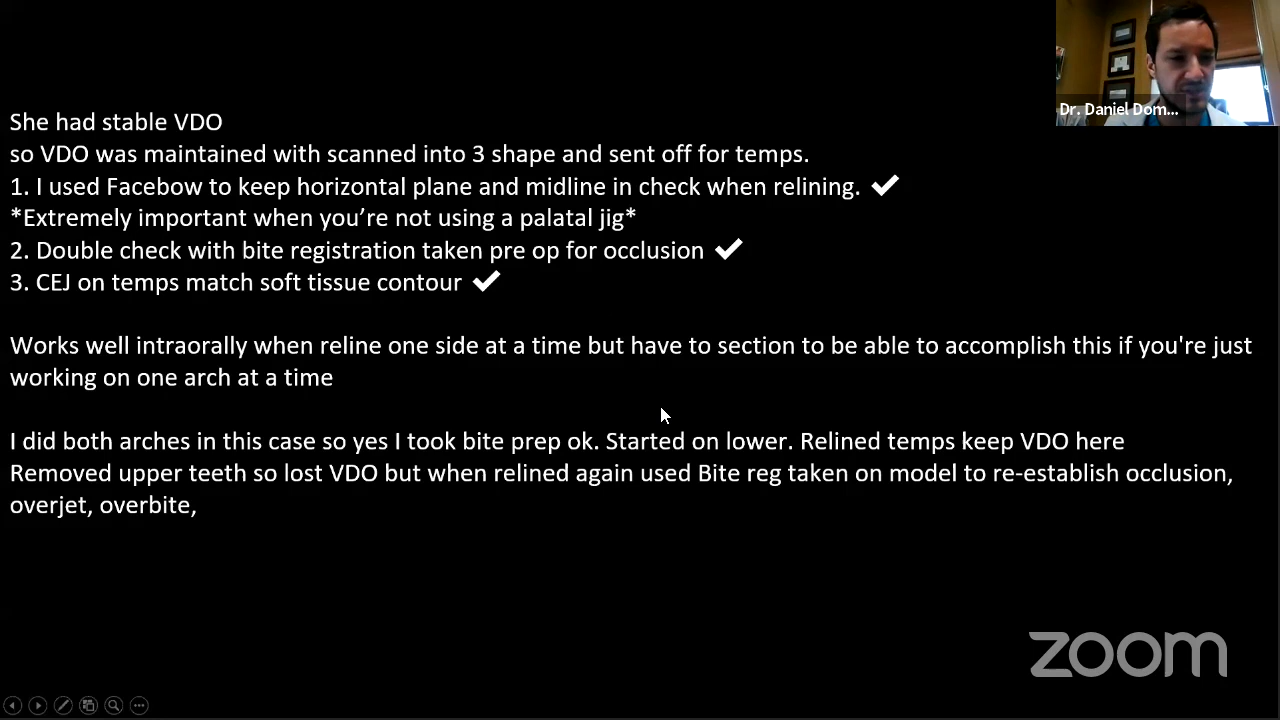 Dr. Daniel Dom...
She had stable VDO
so VDO was maintained with scanned into 3 shape and sent off for temps.
1. I used Facebow to keep horizontal plane and midline in check when relining. ✓
*Extremely important when you’re not using a palatal jig*
2. Double check with bite registration taken pre op for occlusion ✓
3. CEJ on temps match soft tissue contour ✓
Works well intraorally when reline one side at a time but have to section to be able to accomplish this if you're just
working on one arch at a time
I did both arches in this case so yes I took bite prep ok. Started on lower. Relined temps keep VDO here
Removed upper teeth so lost VDO but when relined again used Bite reg taken on model to re-establish occlusion,
overjet, overbite,
zoom